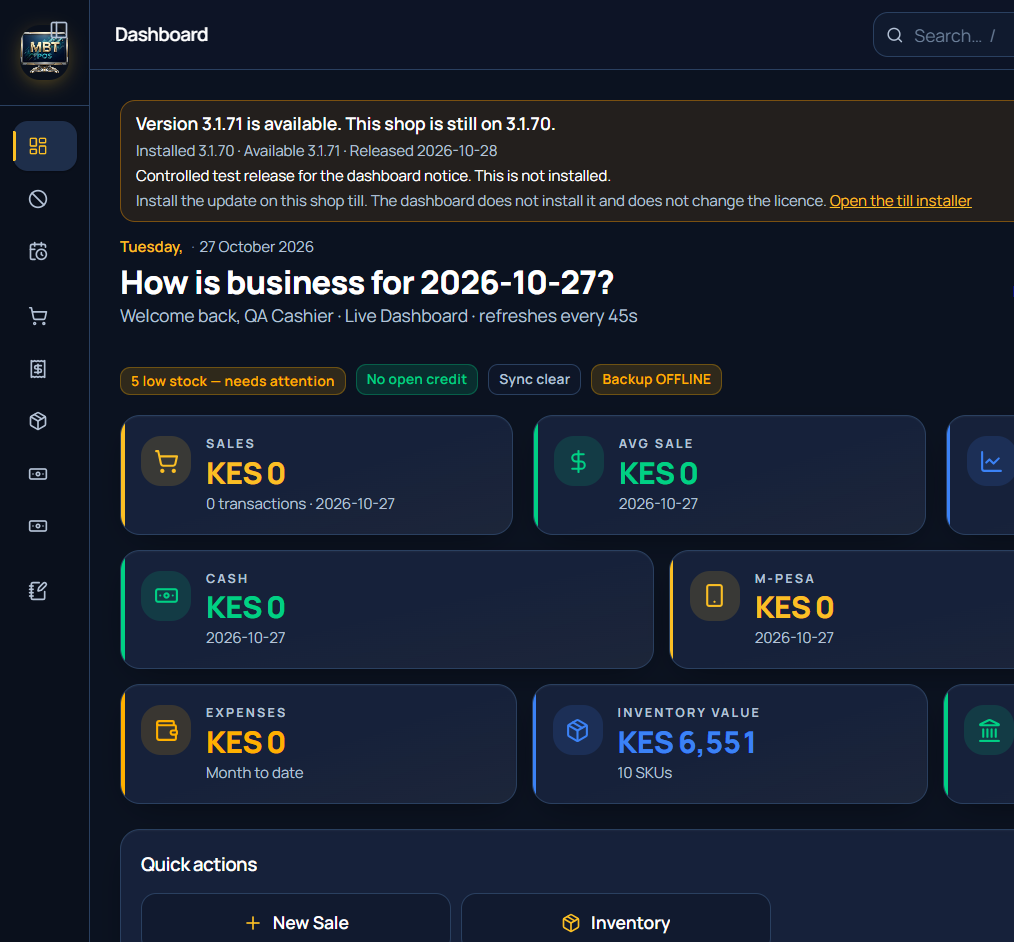 MBT
POS
Dashboard
Search... /
Version 3.1.71 is available. This shop is still on 3.1.70.
Installed 3.1.70 · Available 3.1.71 · Released 2026-10-28
Controlled test release for the dashboard notice. This is not installed.
Install the update on this shop till. The dashboard does not install it and does not change the licence. Open the till installer
Tuesday, · 27 October 2026
How is business for 2026-10-27?
Welcome back, QA Cashier · Live Dashboard · refreshes every 45s
5 low stock — needs attention
No open credit
Sync clear
Backup OFFLINE
SALES
KES 0
0 transactions · 2026-10-27
AVG SALE
KES 0
2026-10-27
CASH
KES 0
2026-10-27
M-PESA
KES 0
2026-10-27
EXPENSES
KES 0
Month to date
INVENTORY VALUE
KES 6,551
10 SKUs
Quick actions
New Sale
Inventory